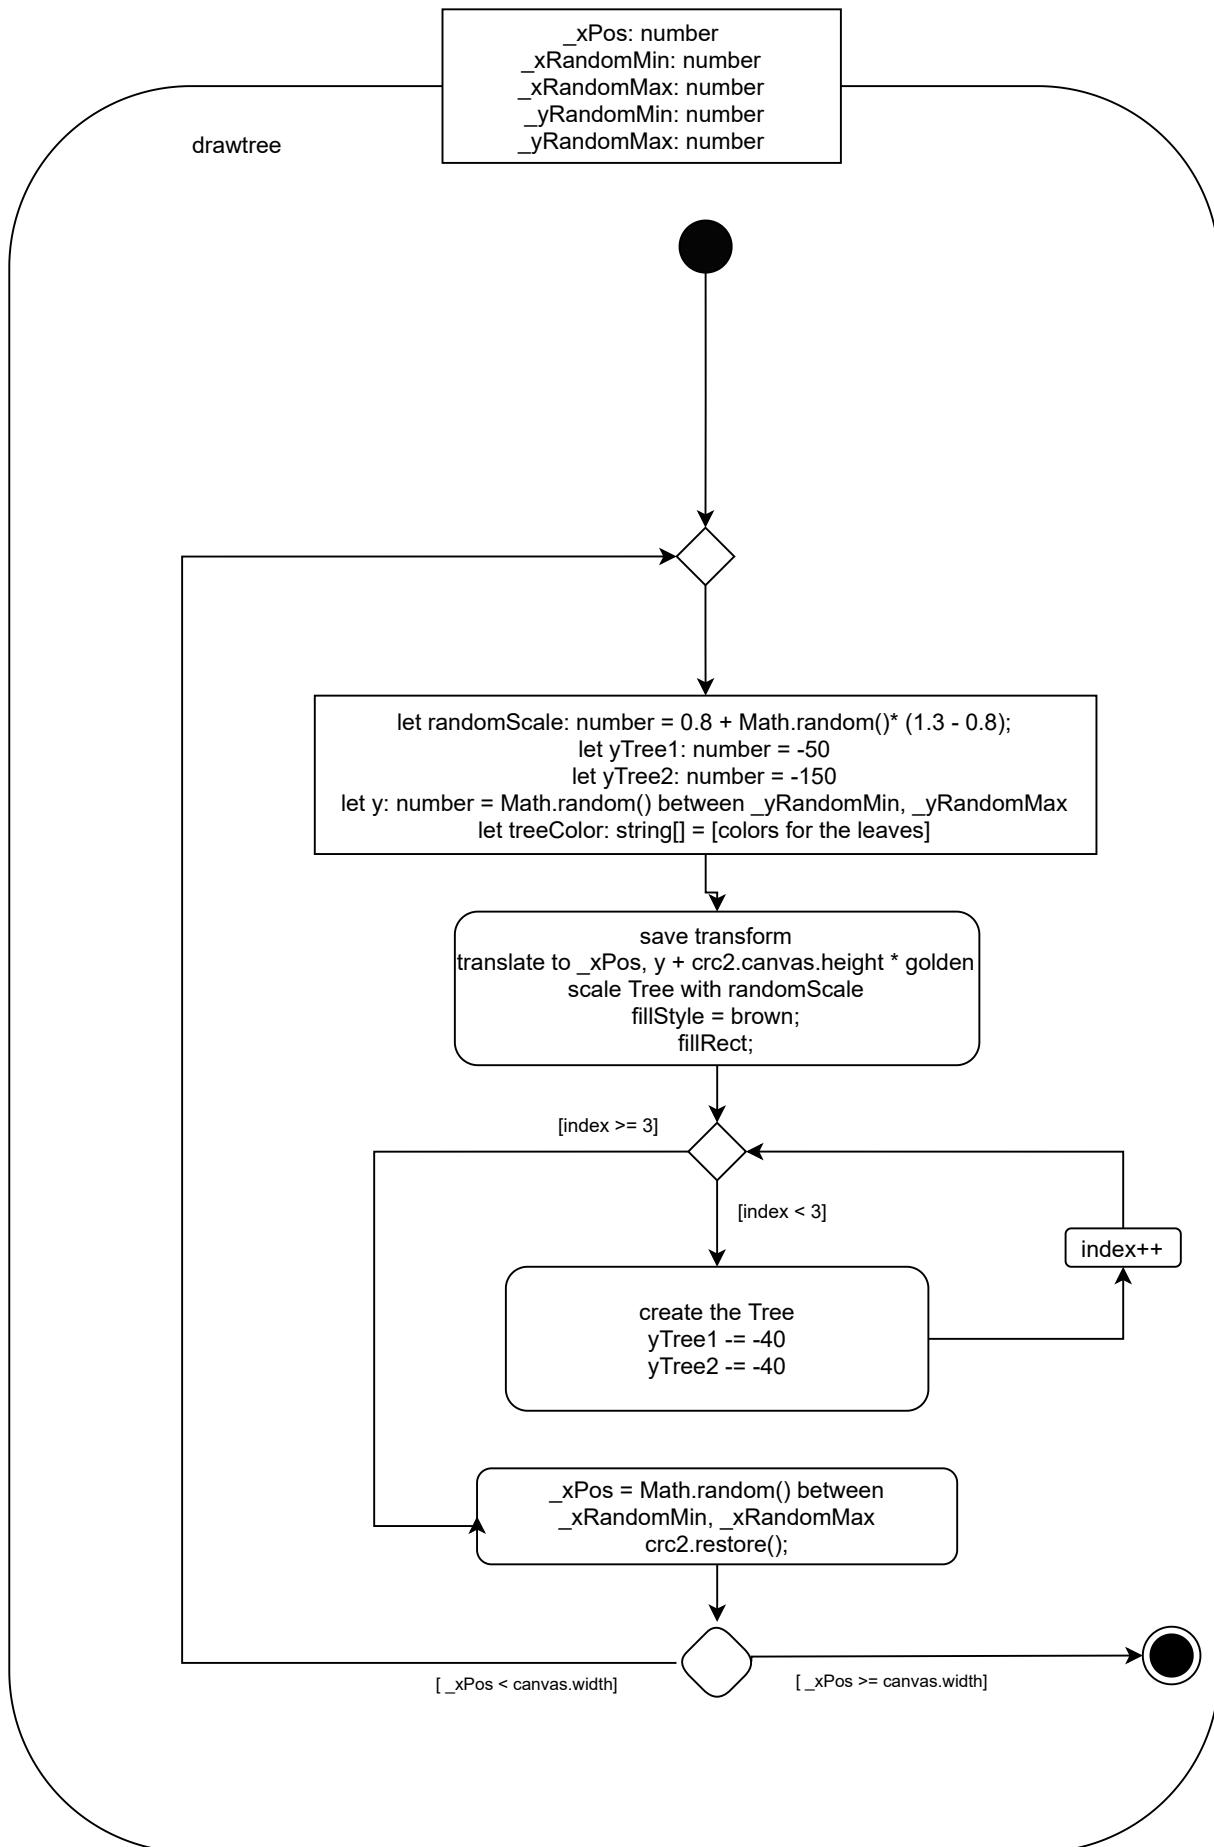 _xPos: number
_xRandomMin: number
_xRandomMax: number
_yRandomMin: number
_yRandomMax: number
drawtree
let randomScale: number = 0.8 + Math.random()* (1.3 - 0.8);
let yTree1: number = -50
let yTree2: number = -150
let y: number = Math.random() between _yRandomMin, _yRandomMax
let treeColor: string[] = [colors for the leaves]
save transform
translate to _xPos, y + crc2.canvas.height * golden
scale Tree with randomScale
fillStyle = brown;
fillRect;
[index >= 3]
[index < 3]
index++
create the Tree
yTree1 -= -40
yTree2 -= -40
_xPos = Math.random() between
_xRandomMin, _xRandomMax
crc2.restore();
[ _xPos < canvas.width]
[ _xPos >= canvas.width]